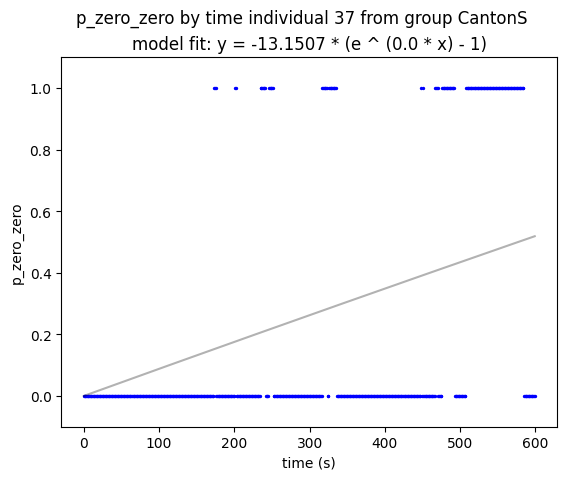 p_zero_zero by time individual 37 from group CantonS
model fit: y = -13.1507 * (e ^ (0.0 * x) - 1)
1.0
0.8
0.6
0.4
0.2
0.0
p_zero_zero
0 100 200 300 400 500 600
time (s)